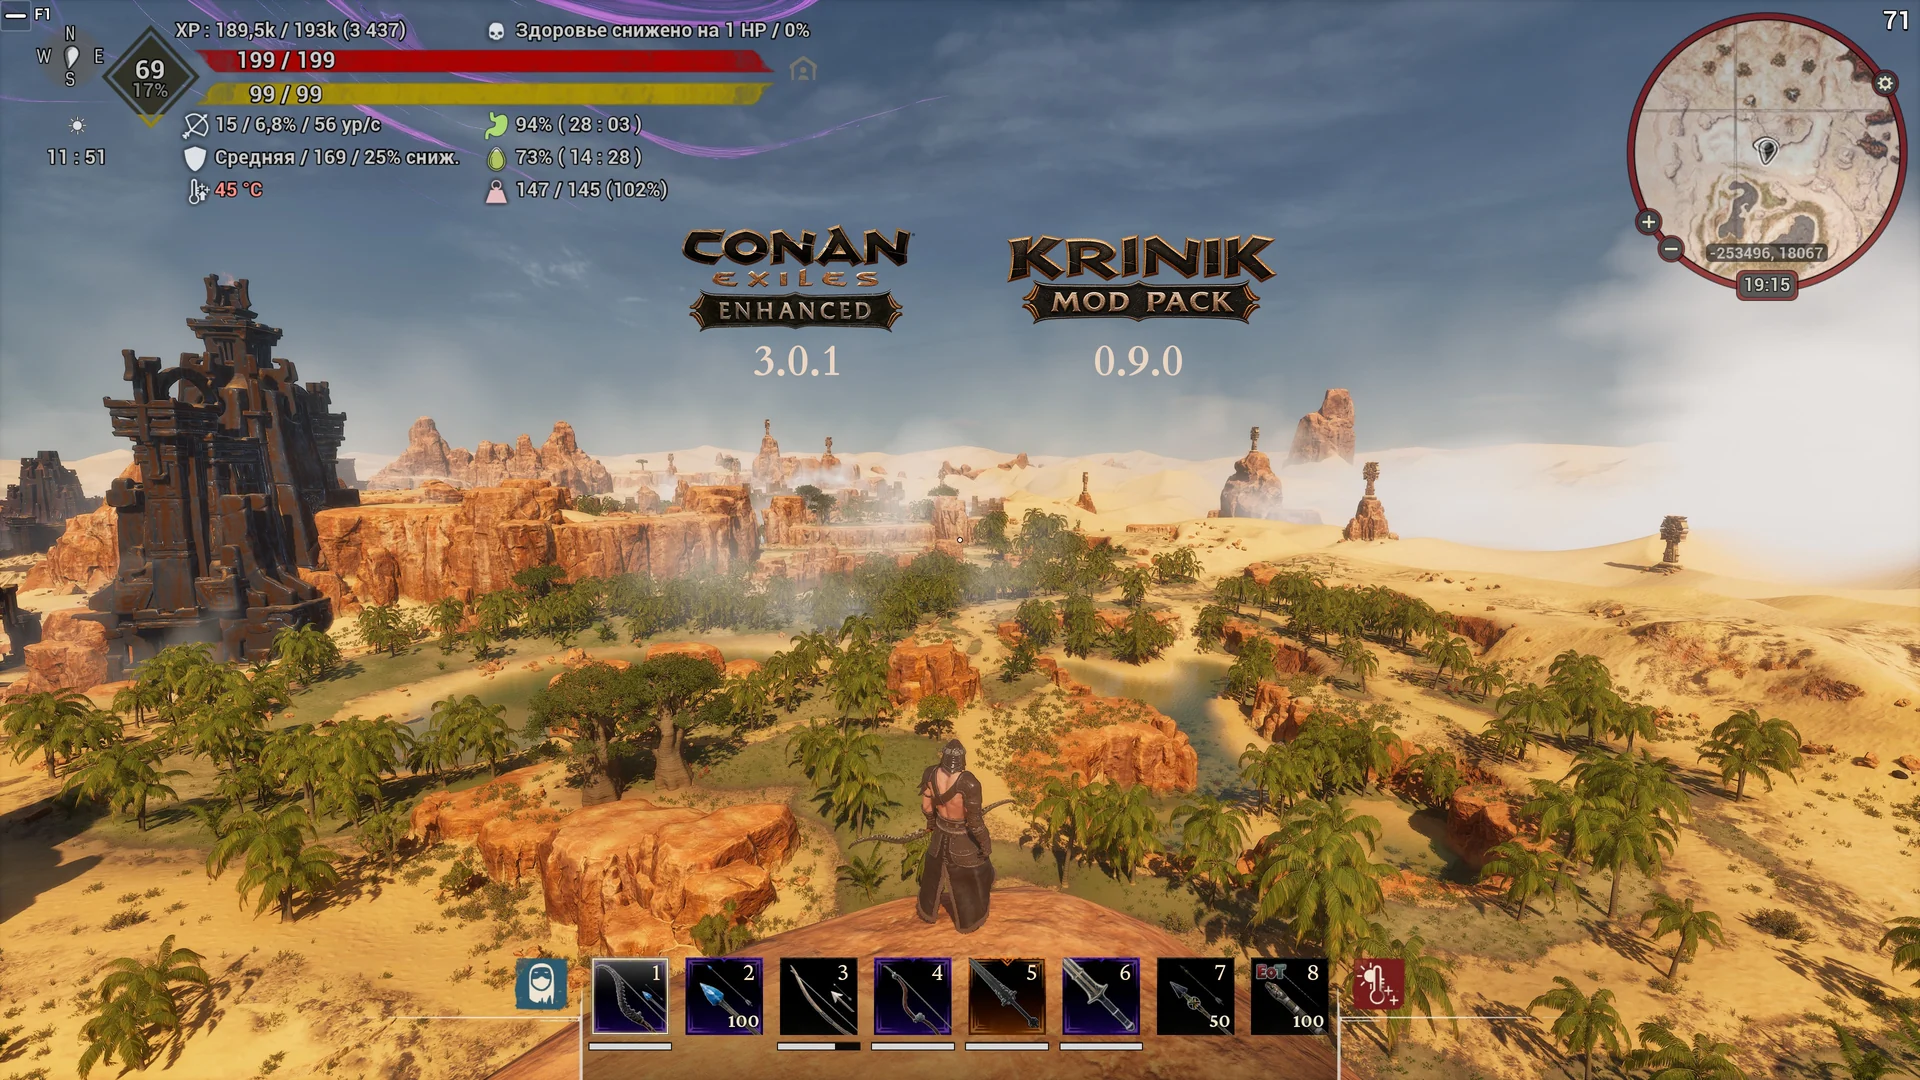 F1
N
W E
S
69
17%
XP : 189,5k / 193k (3 437)
Здоровье снижено на 1 HP / 0%
199 / 199
99 / 99
15 / 6,8% / 56 ур/с
94% ( 28 : 03 )
11 : 51
Средняя / 169 / 25% сниж.
73% ( 14 : 28 )
45 °C
147 / 145 (102%)
71
-253496, 18067
19:15
CONAN
EXILES
ENHANCED
3.0.1
KRINIK
MOD PACK
0.9.0
1
2
100
3
4
5
6
7
50
EoT 8
100